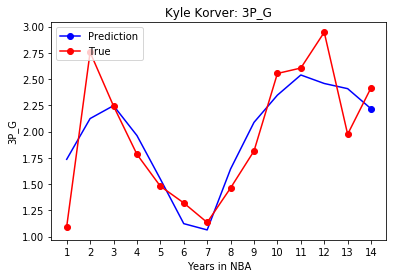 Kyle Korver: 3P_G
Prediction
True
3P_G
3.00
2.75
2.50
2.25
2.00
1.75
1.50
1.25
1.00
1 2 3 4 5 6 7 8 9 10 11 12 13 14
Years in NBA